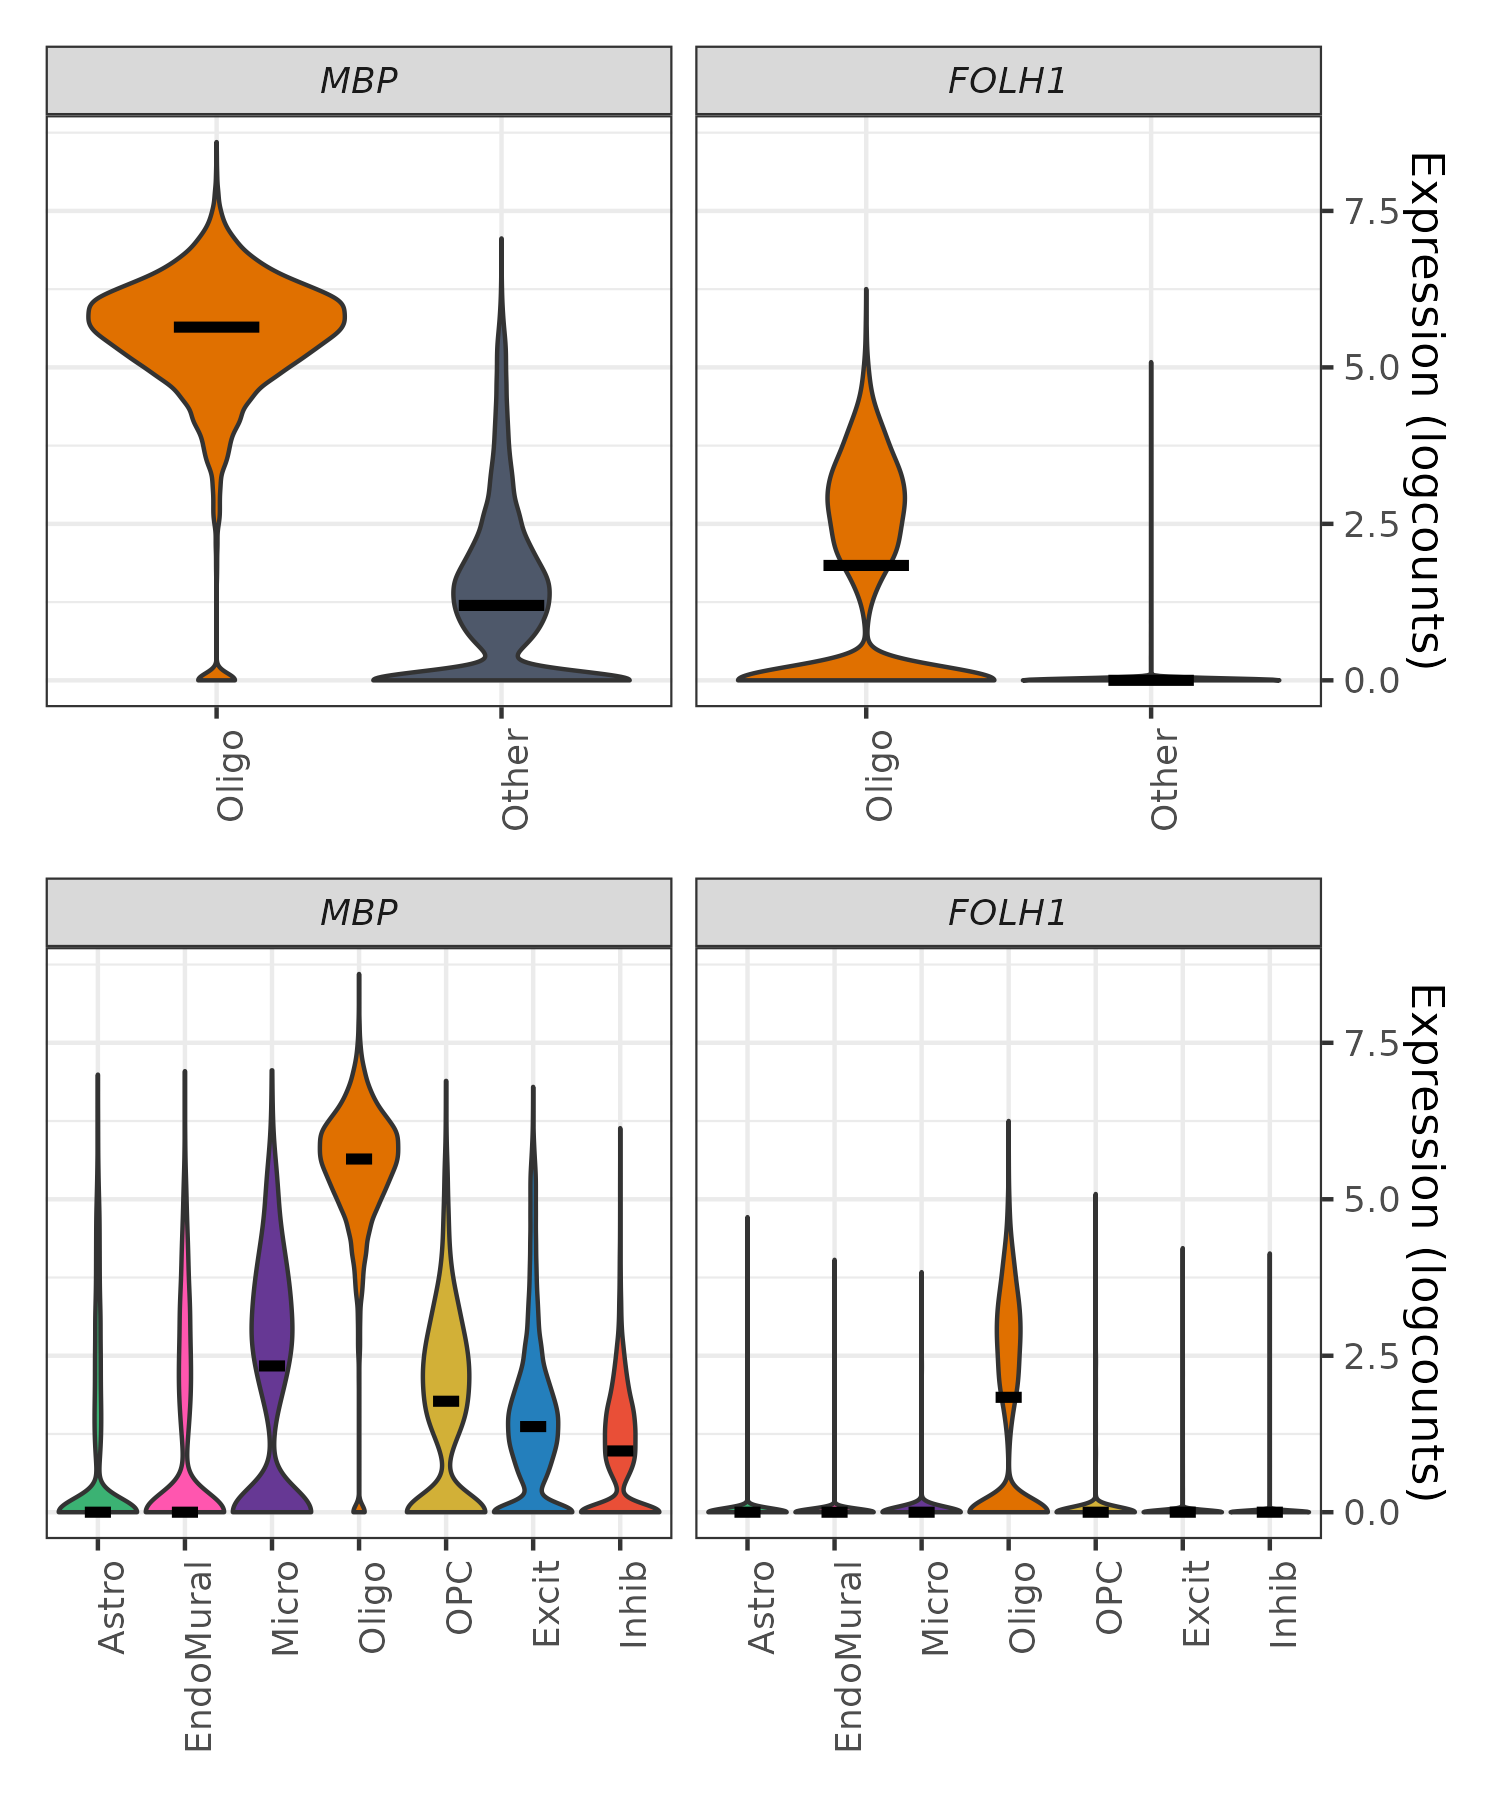 MBP
FOLH1
7.5
5.0
2.5
0.0
Expression (logcounts)
Oligo
Other
Oligo
Other
MBP
FOLH1
7.5
5.0
2.5
0.0
Expression (logcounts)
Astro
EndoMural
Micro
Oligo
OPC
Excit
Inhib
Astro
EndoMural
Micro
Oligo
OPC
Excit
Inhib